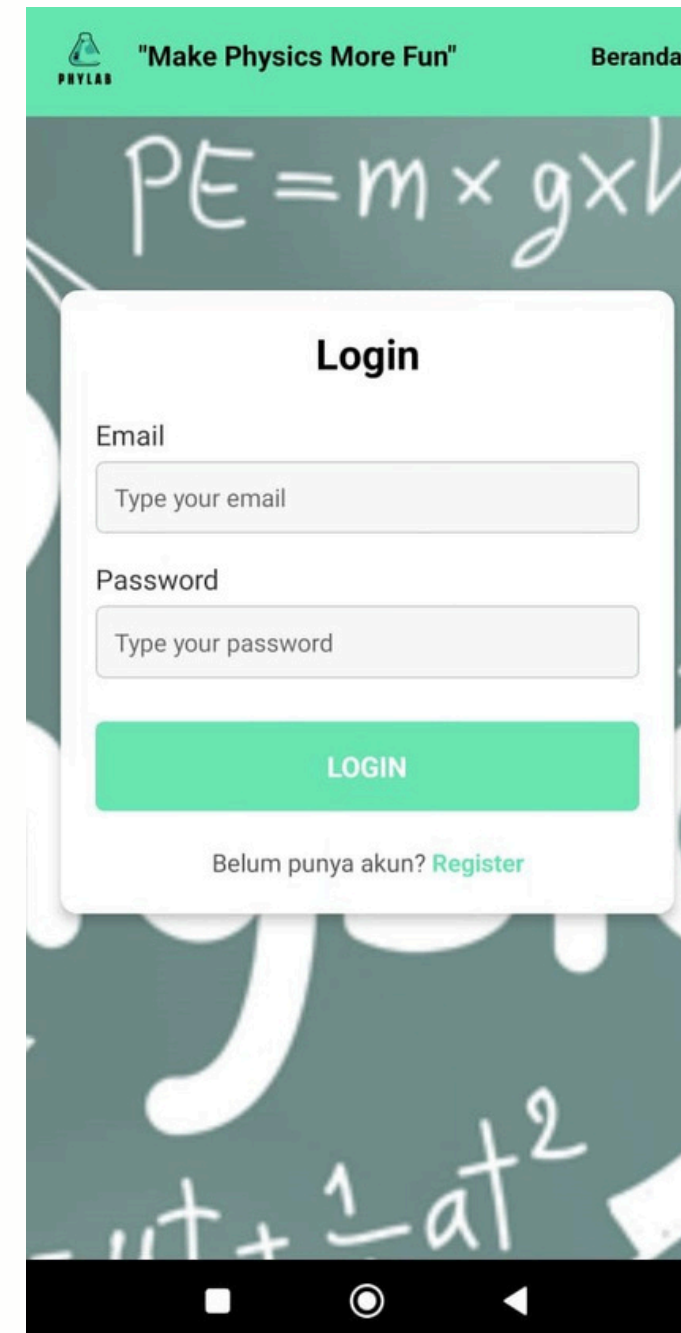 PHYLAB
"Make Physics More Fun"
Beranda
PE = m × g ×
Login
Email
Type your email
Password
Type your password
LOGIN
Belum punya akun? Register
t + 1 at²